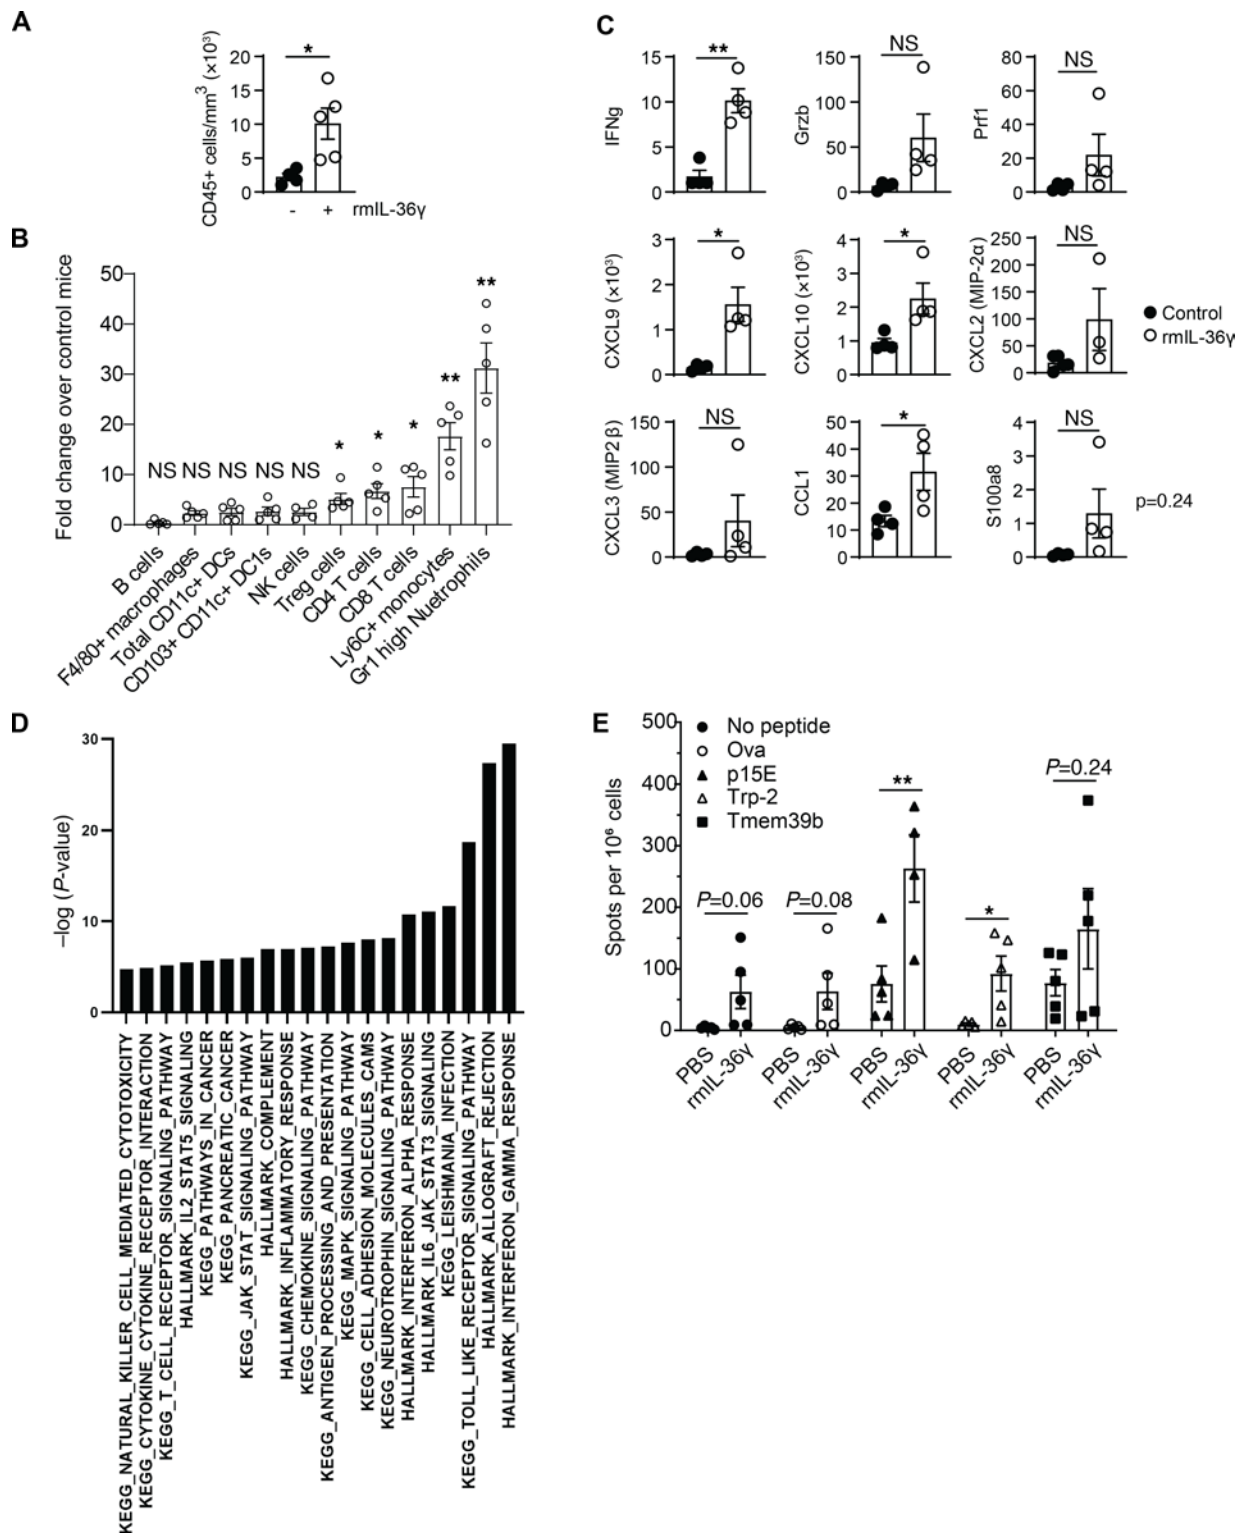 A
CD45+ cells/mm³ (×10³)
20
15
10
5
0
*
- +
rmIL-36γ
B
Fold change over control mice
50
40
30
20
10
0
NS NS NS NS NS * * * ** **
B cells
F4/80+ macrophages
Total CD11c+ DCs
CD103+ CD11c+ DC1s
NK cells
Treg cells
CD4 T cells
CD8 T cells
Ly6C+ monocytes
Gr1 high Nuetrophils
C
IFNg
15
10
5
0
**
Grzb
150
100
50
0
NS
Prf1
80
60
40
20
0
NS
CXCL9 (×10³)
3
2
1
0
*
CXCL10 (×10³)
4
3
2
1
0
*
CXCL2 (MIP-2α)
250
200
150
100
50
0
NS
Control
rmIL-36γ
CXCL3 (MIP2β)
150
100
50
0
NS
CCL1
50
40
30
20
10
0
*
S100a8
4
3
2
1
0
NS
p=0.24
D
–log (P-value)
30
20
10
0
KEGG_NATURAL_KILLER_CELL_MEDIATED_CYTOTOXICITY
KEGG_CYTOKINE_CYTOKINE_RECEPTOR_INTERACTION
KEGG_T_CELL_RECEPTOR_SIGNALING_PATHWAY
HALLMARK_IL2_STAT5_SIGNALING
KEGG_PATHWAYS_IN_CANCER
KEGG_PANCREATIC_CANCER
KEGG_JAK_STAT_SIGNALING_PATHWAY
HALLMARK_COMPLEMENT
HALLMARK_INFLAMMATORY_RESPONSE
KEGG_CHEMOKINE_SIGNALING_PATHWAY
KEGG_ANTIGEN_PROCESSING_AND_PRESENTATION
KEGG_MAPK_SIGNALING_PATHWAY
KEGG_CELL_ADHESION_MOLECULES_CAMS
KEGG_NEUROTROPHIN_SIGNALING_PATHWAY
HALLMARK_INTERFERON_ALPHA_RESPONSE
HALLMARK_IL6_JAK_STAT3_SIGNALING
KEGG_LEISHMANIA_INFECTION
KEGG_TOLL_LIKE_RECEPTOR_SIGNALING_PATHWAY
HALLMARK_ALLOGRAFT_REJECTION
HALLMARK_INTERFERON_GAMMA_RESPONSE
E
Spots per 10⁶ cells
500
400
300
200
100
0
No peptide
Ova
p15E
Trp-2
Tmem39b
P=0.06
P=0.08
**
*
P=0.24
PBS
rmIL-36γ
PBS
rmIL-36γ
PBS
rmIL-36γ
PBS
rmIL-36γ
PBS
rmIL-36γ